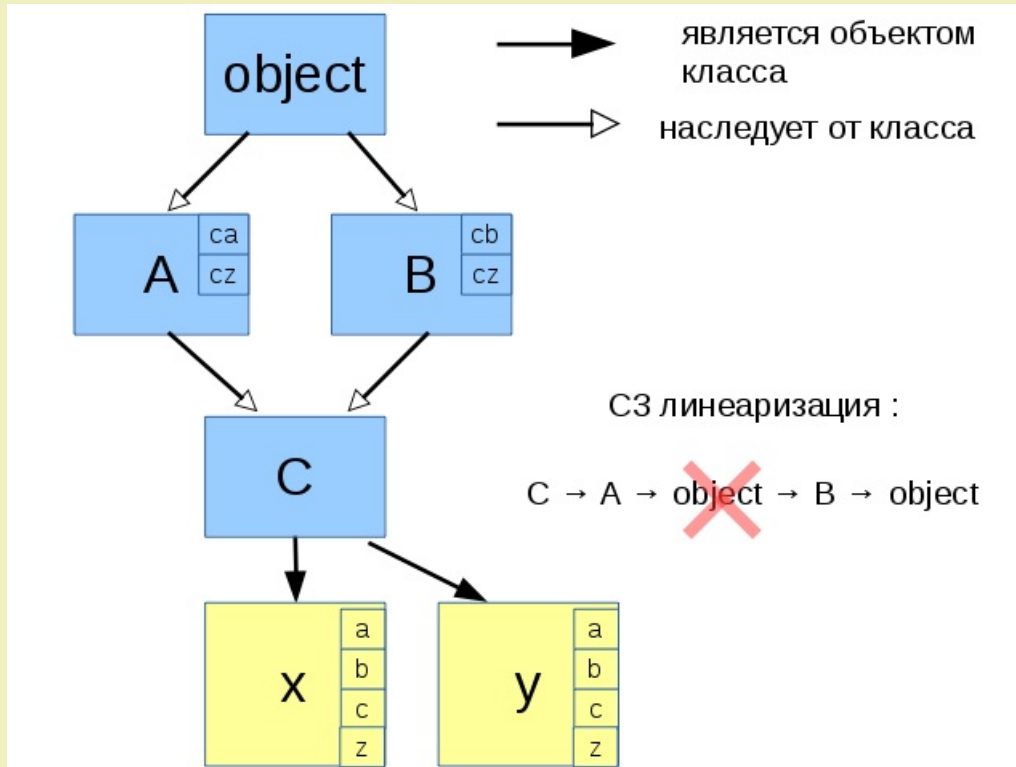 object
является объектом
класса
наследует от класса
A
ca
cz
B
cb
cz
C
C3 линеаризация :
C → A → object → B → object
x
a
b
c
z
y
a
b
c
z